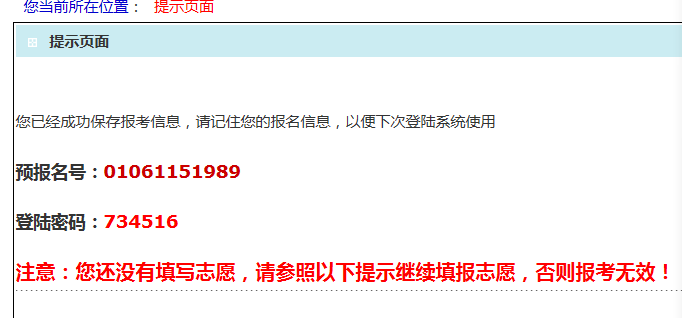 您当前所在位置： 提示页面
提示页面
您已经成功保存报考信息，请记住您的报名信息，以便下次登陆系统使用
预报名号：01061151989
登陆密码：734516
注意：您还没有填写志愿，请参照以下提示继续填报志愿，否则报考无效！